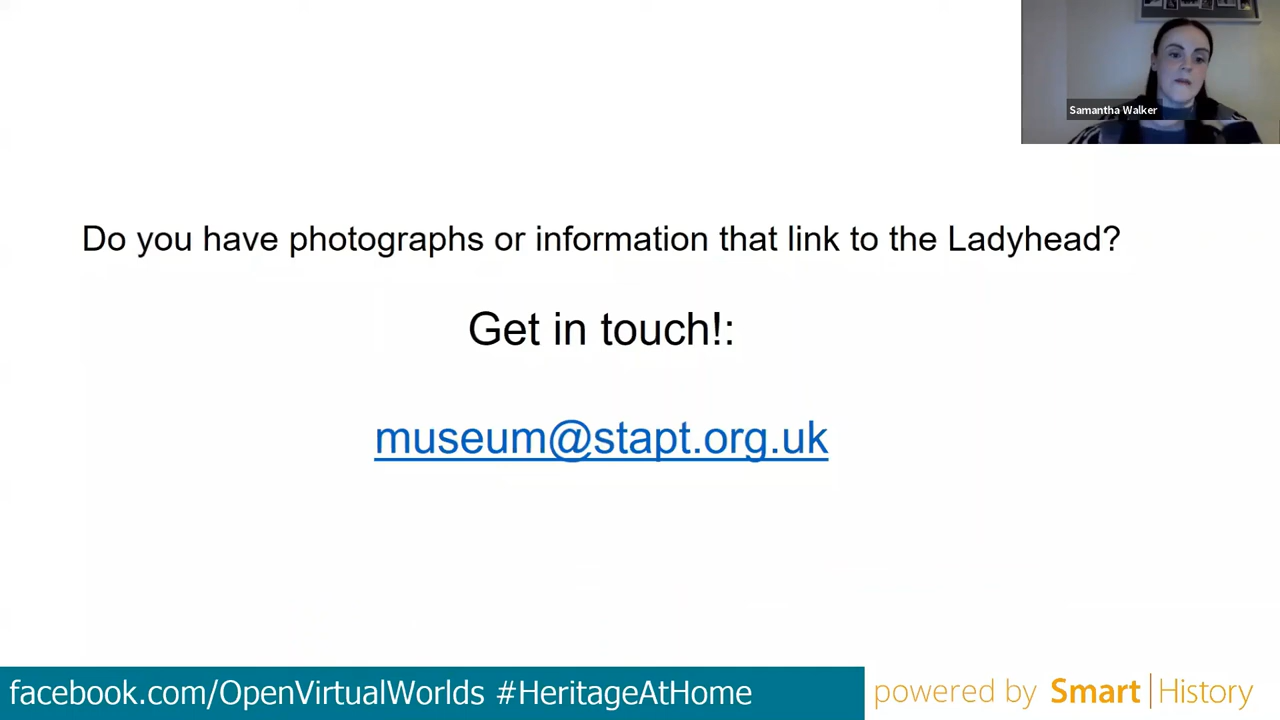 Samantha Walker
Do you have photographs or information that link to the Ladyhead?
Get in touch!:
museum@stapt.org.uk
facebook.com/OpenVirtualWorlds #HeritageAtHome
powered by Smart|History